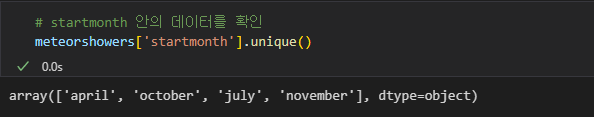 # startmonth 안의 데이터를 확인
meteorshowers['startmonth'].unique()
0.0s
array(['april', 'october', 'july', 'november'], dtype=object)